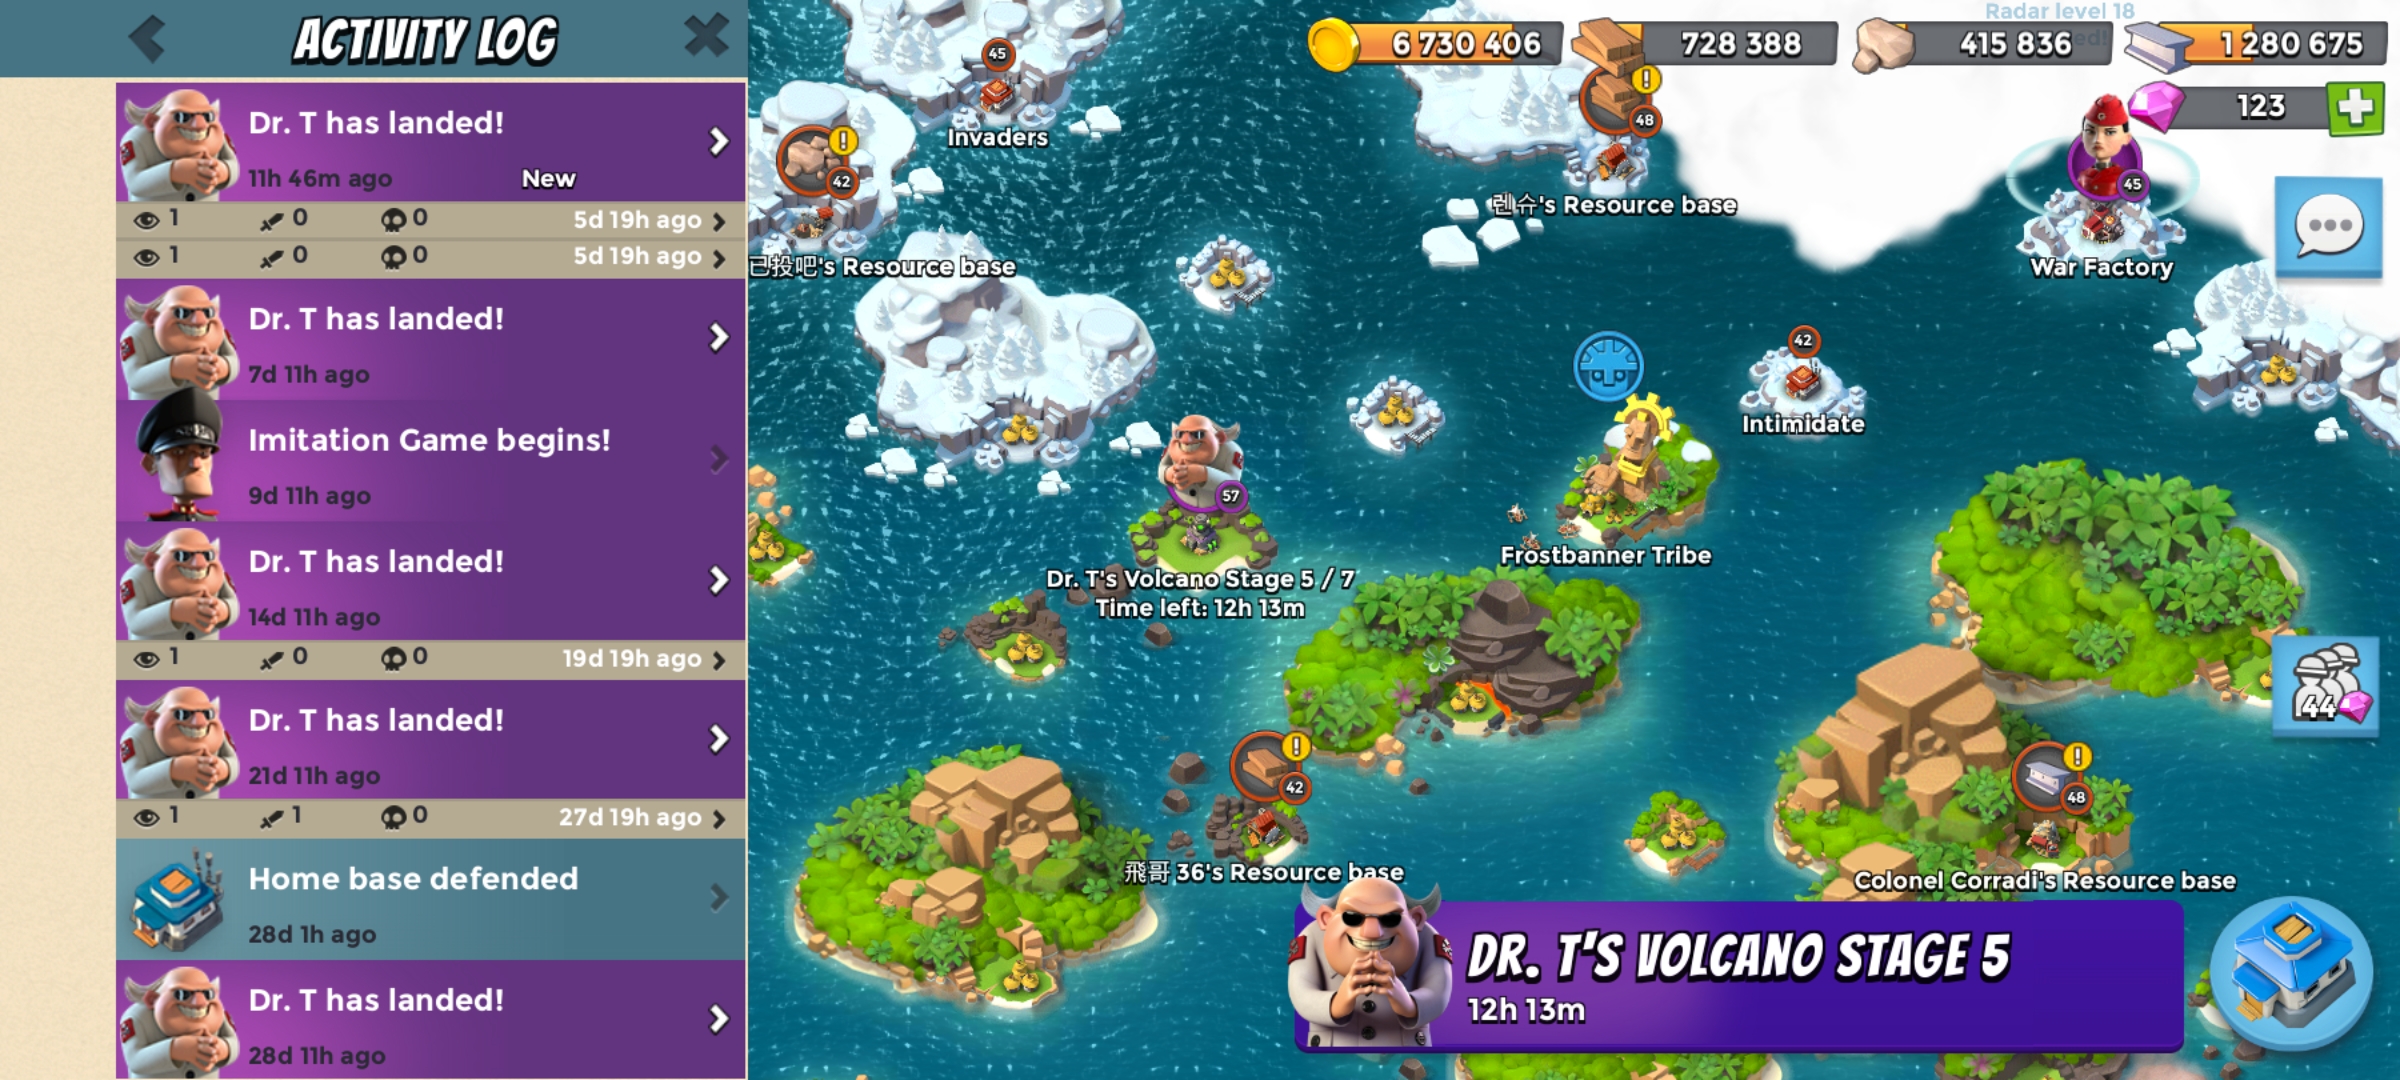 ACTIVITY LOG
Dr. T has landed!
11h 46m ago
New
1 0 0 5d 19h ago
1 0 0 5d 19h ago
Dr. T has landed!
7d 11h ago
Imitation Game begins!
9d 11h ago
Dr. T has landed!
14d 11h ago
1 0 0 19d 19h ago
Dr. T has landed!
21d 11h ago
1 1 0 27d 19h ago
Home base defended
28d 1h ago
Dr. T has landed!
28d 11h ago
Radar level 18
6 730 406
728 388
415 836
1 280 675
123
45
Invaders
!
42
已投吧's Resource base
!
48
렌슈's Resource base
45
War Factory
42
Intimidate
57
Dr. T's Volcano Stage 5 / 7
Time left: 12h 13m
Frostbanner Tribe
44
!
42
飛哥 36's Resource base
!
48
Colonel Corradi's Resource base
DR. T'S VOLCANO STAGE 5
12h 13m